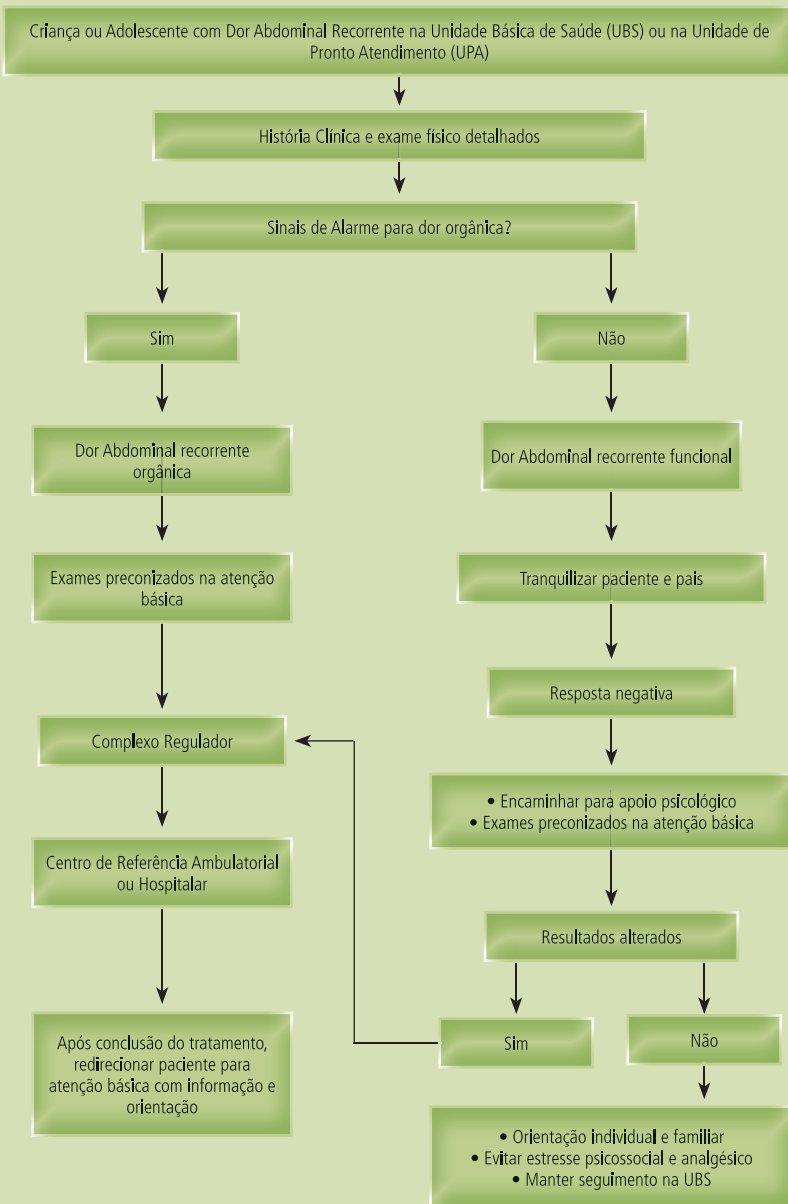 Criança ou Adolescente com Dor Abdominal Recorrente na Unidade Básica de Saúde (UBS) ou na Unidade de
Pronto Atendimento (UPA)
História Clínica e exame físico detalhados
Sinais de Alarme para dor orgânica?
Sim
Não
Dor Abdominal recorrente
orgânica
Dor Abdominal recorrente funcional
Exames preconizados na atenção
básica
Tranquilizar paciente e pais
Resposta negativa
Complexo Regulador
• Encaminhar para apoio psicológico
• Exames preconizados na atenção básica
Centro de Referência Ambulatorial
ou Hospitalar
Resultados alterados
Sim
Não
Após conclusão do tratamento,
redirecionar paciente para
atenção básica com informação e
orientação
• Orientação individual e familiar
• Evitar estresse psicossocial e analgésico
• Manter seguimento na UBS